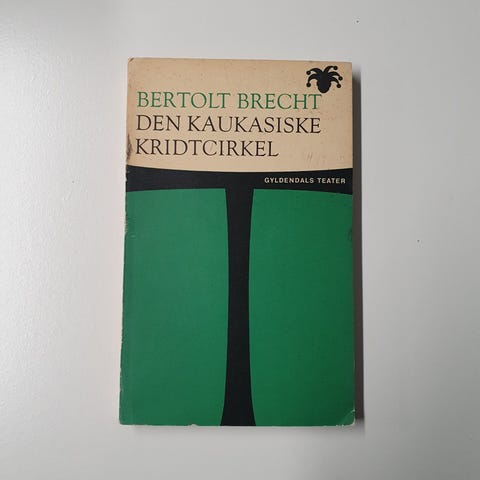 BERTOLT BRECHT
DEN KAUKASISKE
KRIDTCIRKEL
GYLDENDALS TEATER